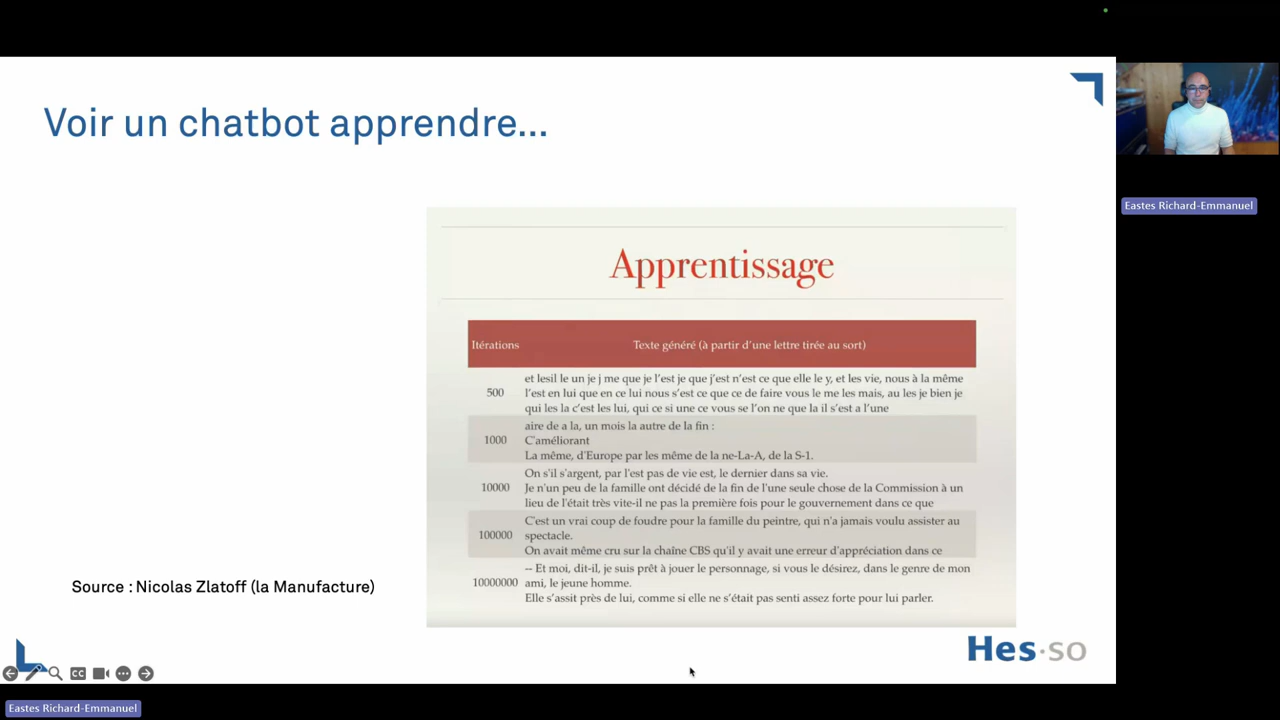 Voir un chatbot apprendre...
Eastes Richard-Emmanuel
Apprentissage
Itérations Texte généré (à partir d'une lettre tirée au sort)
500
et lesil le un je j me que je l'est je que j'est n'est ce que elle le y, et les vie, nous à la même
l'est en lui que en ce lui nous s'est ce que ce de faire vous le me les mais, au les je bien je
qui les la c'est les lui, qui ce si une ce vous se l'on ne que la il s'est a l'une
1000
aire de a la, un mois la autre de la fin :
C'améliorant
La même, d'Europe par les même de la ne-La-A, de la S-1.
10000
On s'il s'argent, par l'est pas de vie est, le dernier dans sa vie.
Je n'un peu de la famille ont décidé de la fin de l'une seule chose de la Commission à un
lieu de l'était très vite-il ne pas la première fois pour le gouvernement dans ce que
100000
C'est un vrai coup de foudre pour la famille du peintre, qui n'a jamais voulu assister au
spectacle.
On avait même cru sur la chaîne CBS qu'il y avait une erreur d'appréciation dans ce
10000000
-- Et moi, dit-il, je suis prêt à jouer le personnage, si vous le désirez, dans le genre de mon
ami, le jeune homme.
Elle s'assit près de lui, comme si elle ne s'était pas senti assez forte pour lui parler.
Source : Nicolas Zlatoff (la Manufacture)
Hes·so
CC
Eastes Richard-Emmanuel